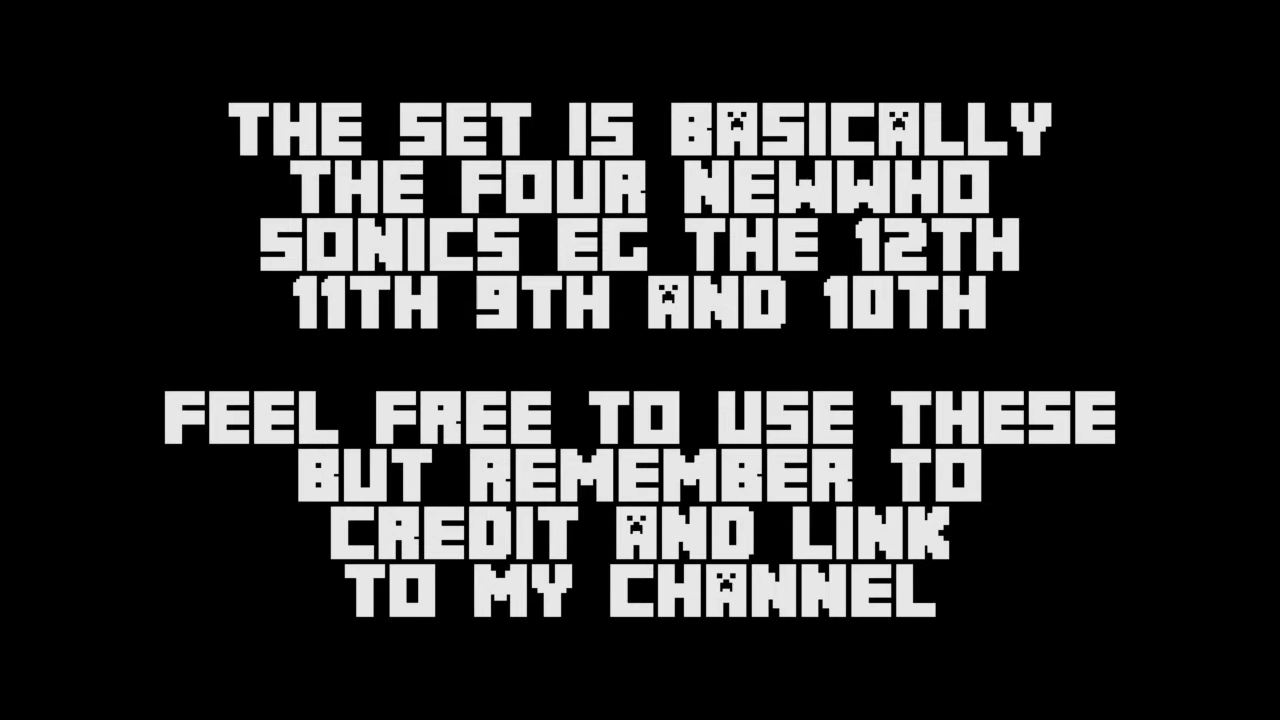 THE SET IS BASICALLY
THE FOUR NEWWHO
SONICS EG THE 12TH
11TH 9TH AND 10TH
FEEL FREE TO USE THESE
BUT REMEMBER TO
CREDIT AND LINK
TO MY CHANNEL